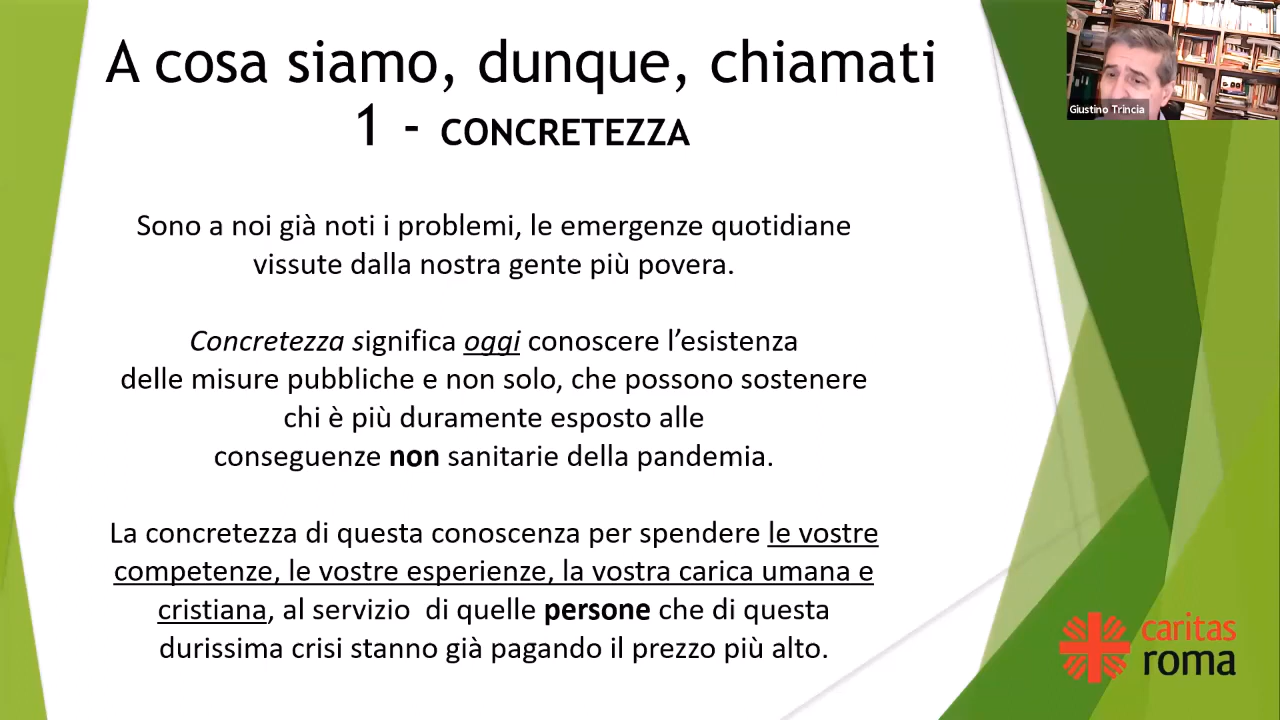 A cosa siamo, dunque, chiamati
1 - CONCRETEZZA
Giustino Trincia
Sono a noi già noti i problemi, le emergenze quotidiane
vissute dalla nostra gente più povera.
Concretezza significa oggi conoscere l’esistenza
delle misure pubbliche e non solo, che possono sostenere
chi è più duramente esposto alle
conseguenze non sanitarie della pandemia.
La concretezza di questa conoscenza per spendere le vostre
competenze, le vostre esperienze, la vostra carica umana e
cristiana, al servizio di quelle persone che di questa
durissima crisi stanno già pagando il prezzo più alto.
caritas
roma